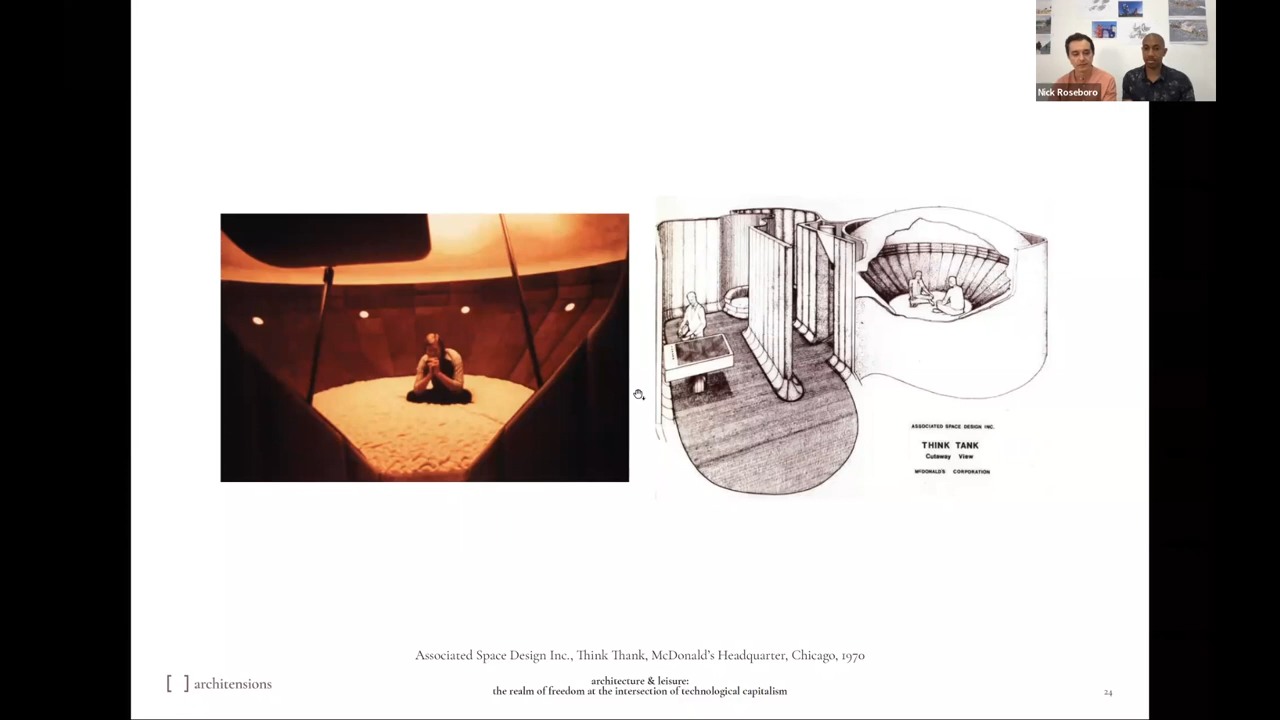 Nick Roseboro
ASSOCIATED SPACE DESIGN INC.
THINK TANK
Cutaway View
McDONALD'S CORPORATION
Associated Space Design Inc., Think Thank, McDonald's Headquarter, Chicago, 1970
[ ] architensions
architecture & leisure:
the realm of freedom at the intersection of technological capitalism
24